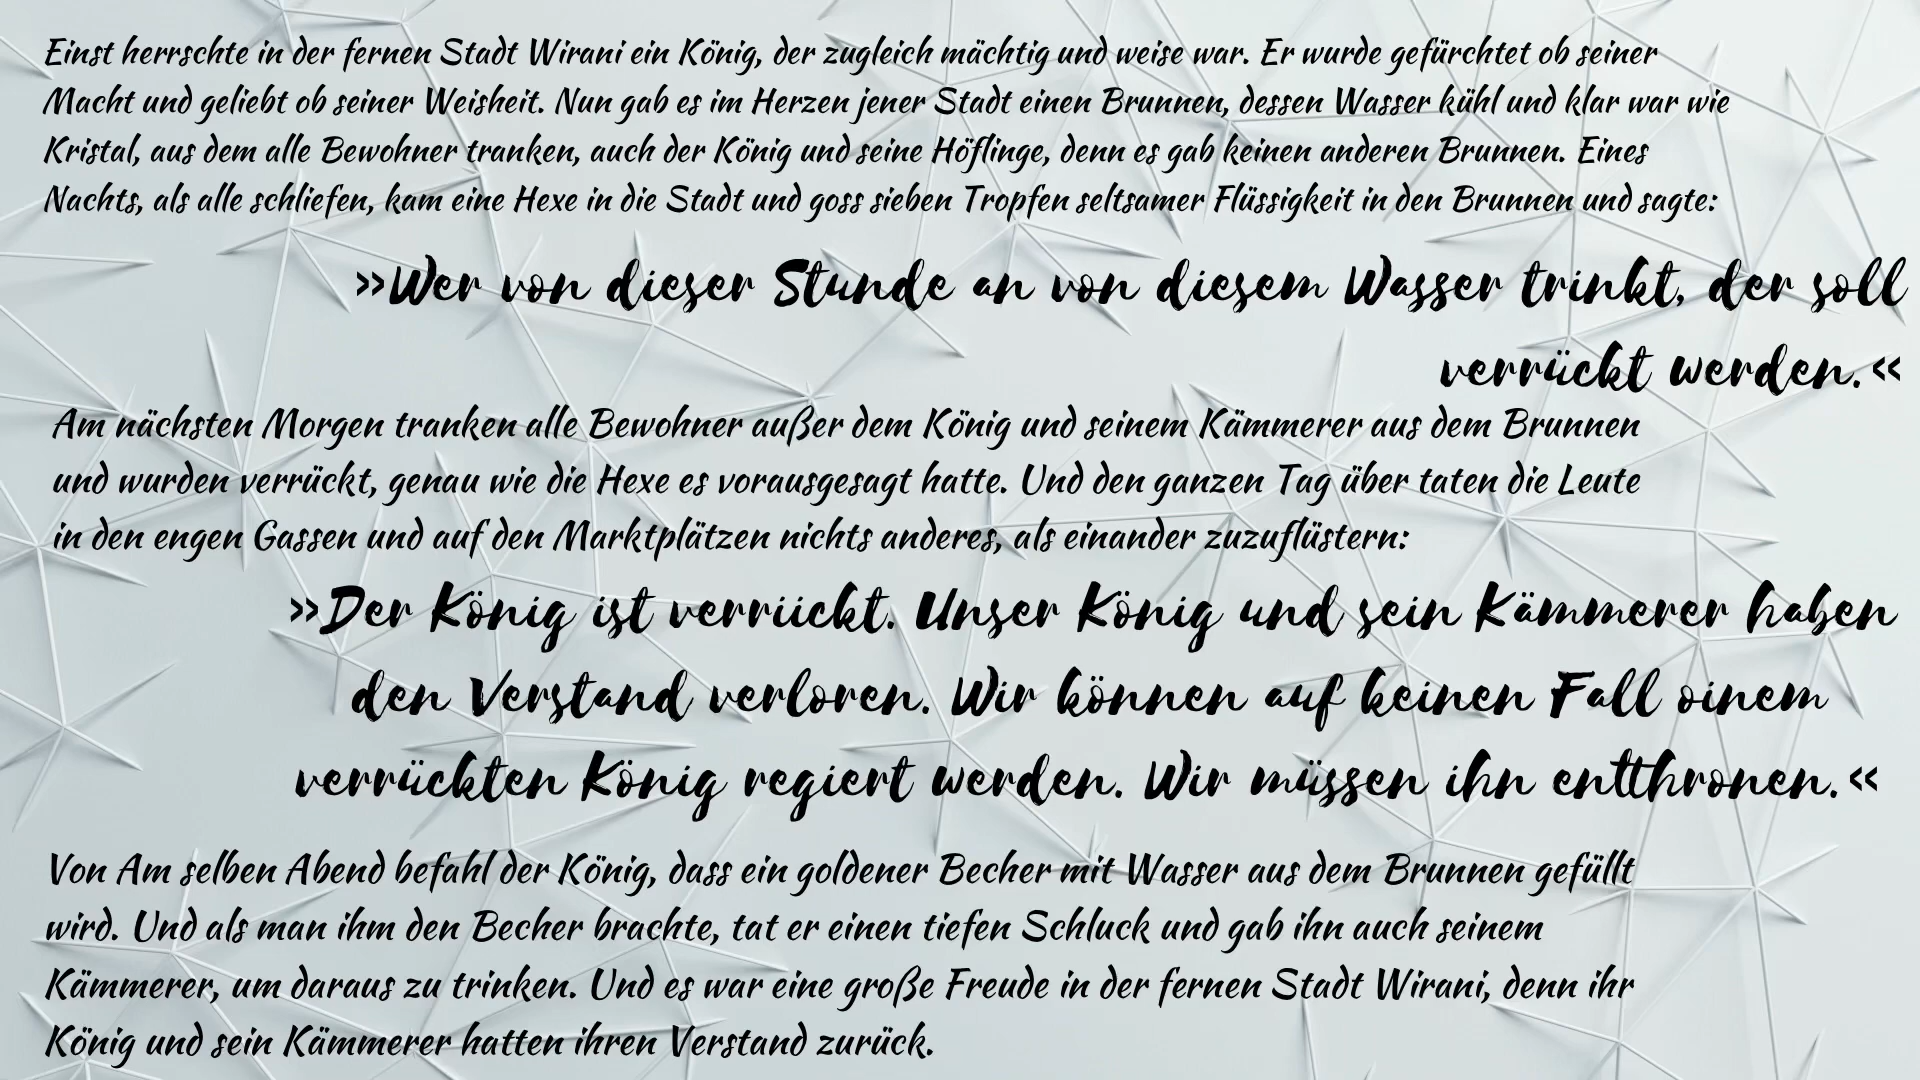 Einst herrschte in der fernen Stadt Wirani ein König, der zugleich mächtig und weise war. Er wurde gefürchtet ob seiner
Macht und geliebt ob seiner Weisheit. Nun gab es im Herzen jener Stadt einen Brunnen, dessen Wasser kühl und klar war wie
Kristal, aus dem alle Bewohner tranken, auch der König und seine Höflinge, denn es gab keinen anderen Brunnen. Eines
Nachts, als alle schliefen, kam eine Hexe in die Stadt und goss sieben Tropfen seltsamer Flüssigkeit in den Brunnen und sagte:
»Wer von dieser Stunde an von diesem Wasser trinkt, der soll
verrückt werden.«
Am nächsten Morgen tranken alle Bewohner außer dem König und seinem Kämmerer aus dem Brunnen
und wurden verrückt, genau wie die Hexe es vorausgesagt hatte. Und den ganzen Tag über taten die Leute
in den engen Gassen und auf den Marktplätzen nichts anderes, als einander zuzuflüstern:
»Der König ist verriickt. Unser König und sein Kämmerer haben
den Verstand verloren. Wir können auf keinen Fall oinem
verrückten König regiert werden. Wir müssen ihn entthronen.«
Von Am selben Abend befahl der König, dass ein goldener Becher mit Wasser aus dem Brunnen gefüllt
wird. Und als man ihm den Becher brachte, tat er einen tiefen Schluck und gab ihn auch seinem
Kämmerer, um daraus zu trinken. Und es war eine große Freude in der fernen Stadt Wirani, denn ihr
König und sein Kämmerer hatten ihren Verstand zurück.